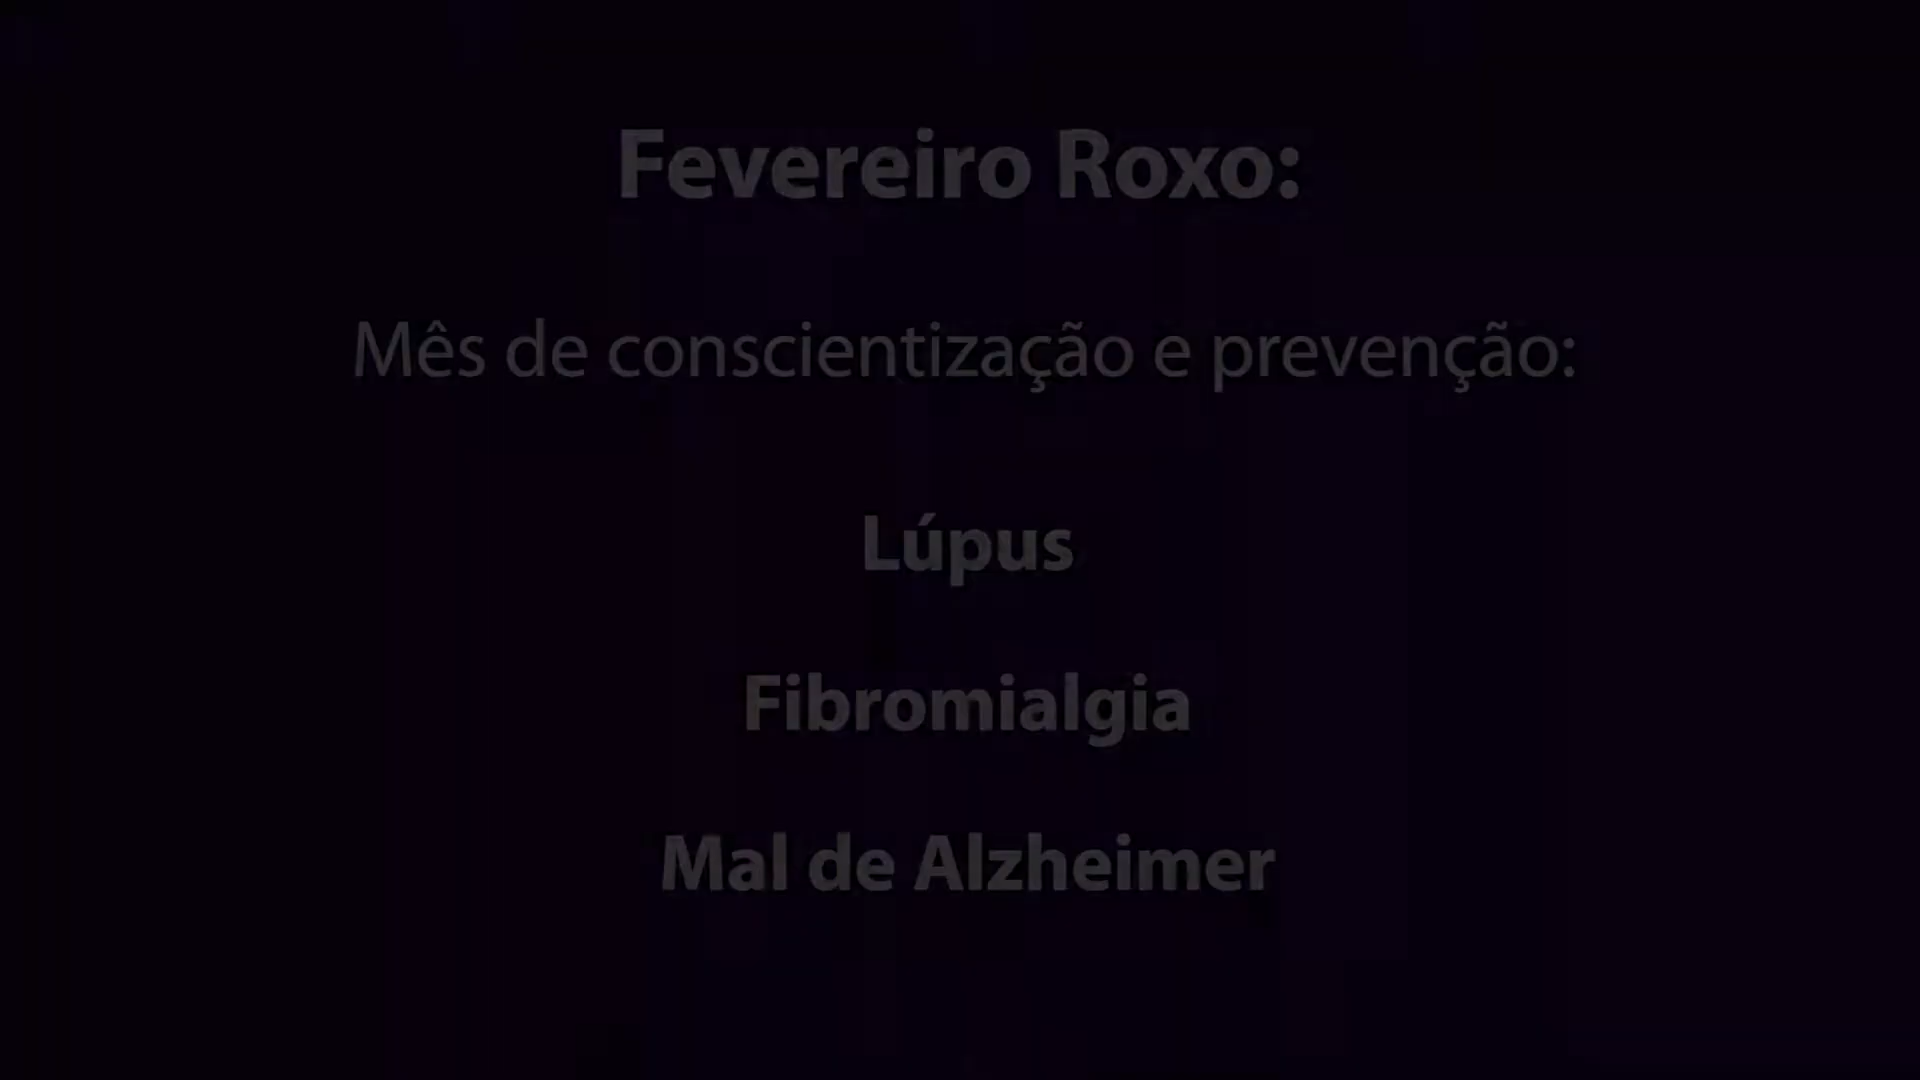 Fevereiro Roxo:
Mês de conscientização e prevenção:
Lúpus
Fibromialgia
Mal de Alzheimer